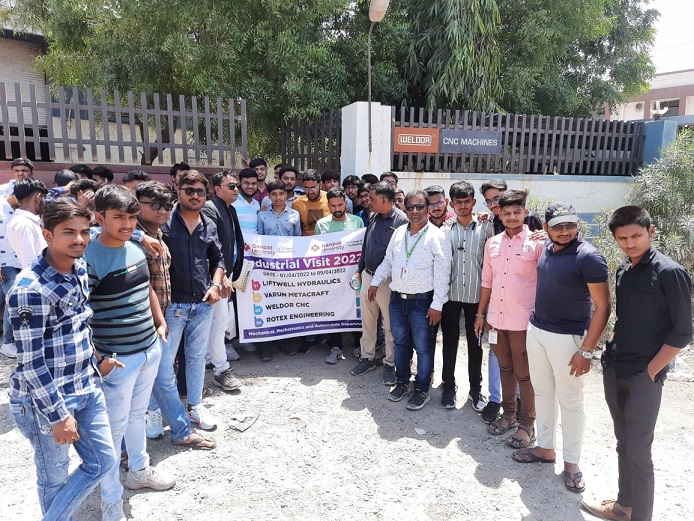 WELDOR CNC MACHINES
Ganpat University
Ganpat University
Industrial Visit 2022
DATE - 07/04/2022 to 09/04/2022
01 LIFTWELL HYDRAULICS
VARUN METACRAFT
WELDOR CNC
ROTEX ENGINEERING
Mechanical, Mechatronics and Automobile Department